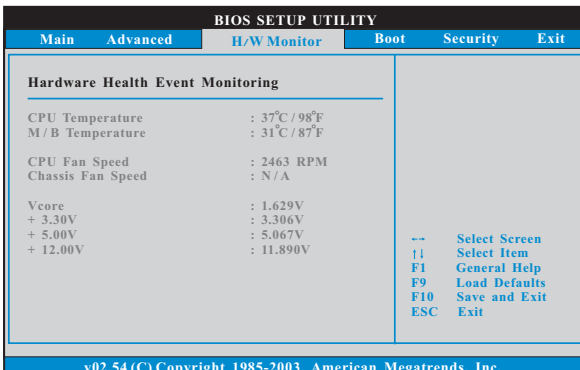 BIOS SETUP UTILITY
Main Advanced H/W Monitor Boot Security Exit
Hardware Health Event Monitoring
CPU Temperature : 37°C / 98°F
M / B Temperature : 31°C / 87°F
CPU Fan Speed : 2463 RPM
Chassis Fan Speed : N / A
Vcore : 1.629V
+ 3.30V : 3.306V
+ 5.00V : 5.067V
+ 12.00V : 11.890V
←→ Select Screen
↑↓ Select Item
F1 General Help
F9 Load Defaults
F10 Save and Exit
ESC Exit
v02.54 (C) Copyright 1985-2003, American Megatrends, Inc.